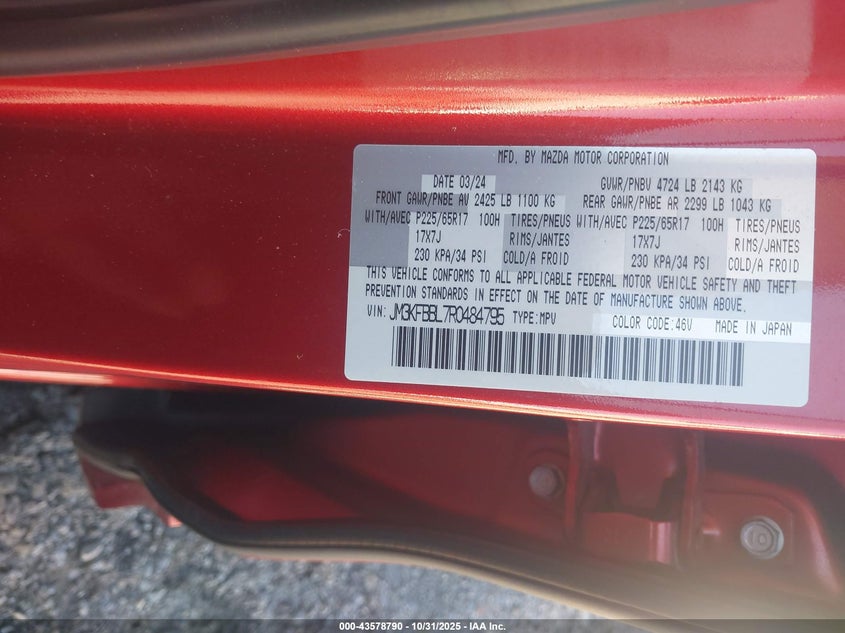 MFD. BY MAZDA MOTOR CORPORATION
DATE 03/24 GVWR/PNBV 4724 LB 2143 KG
FRONT GAWR/PNBE AV 2425 LB 1100 KG REAR GAWR/PNBE AR 2299 LB 1043 KG
WITH/AVEC P225/65R17 100H TIRES/PNEUS WITH/AVEC P225/65R17 100H TIRES/PNEUS
17X7J RIMS/JANTES 17X7J RIMS/JANTES
230 KPA/34 PSI COLD/A FROID 230 KPA/34 PSI COLD/A FROID
THIS VEHICLE CONFORMS TO ALL APPLICABLE FEDERAL MOTOR VEHICLE SAFETY AND THEFT
PREVENTION STANDARDS IN EFFECT ON THE DATE OF MANUFACTURE SHOWN ABOVE.
VIN: JM3KFBBL7R0484795 TYPE:MPV COLOR CODE:46V MADE IN JAPAN
000-43578790 - 10/31/2025 - IAA Inc.